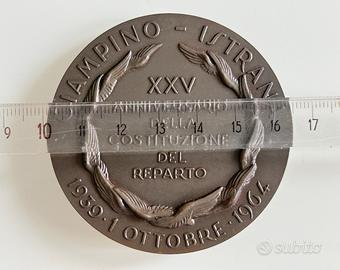 CIAMPINO - ISTRANA
XXV
ANNIVERSARIO
DELLA
COSTITUZIONE
DEL
REPARTO
1939 · 1 OTTOBRE · 1964
9 10 11 12 13 14 15 16 17
subito